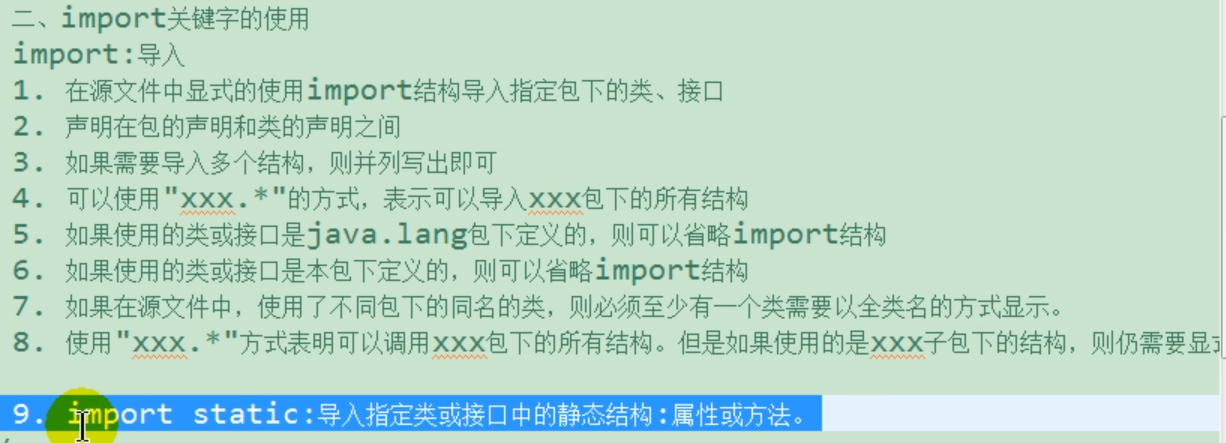 二、import关键字的使用
import:导入
1. 在源文件中显式的使用import结构导入指定包下的类、接口
2. 声明在包的声明和类的声明之间
3. 如果需要导入多个结构，则并列写出即可
4. 可以使用"xxx.*"的方式，表示可以导入xxx包下的所有结构
5. 如果使用的类或接口是java.lang包下定义的，则可以省略import结构
6. 如果使用的类或接口是本包下定义的，则可以省略import结构
7. 如果在源文件中，使用了不同包下的同名的类，则必须至少有一个类需要以全类名的方式显示。
8. 使用"xxx.*"方式表明可以调用xxx包下的所有结构。但是如果使用的是xxx子包下的结构，则仍需要显
9. import static:导入指定类或接口中的静态结构:属性或方法。